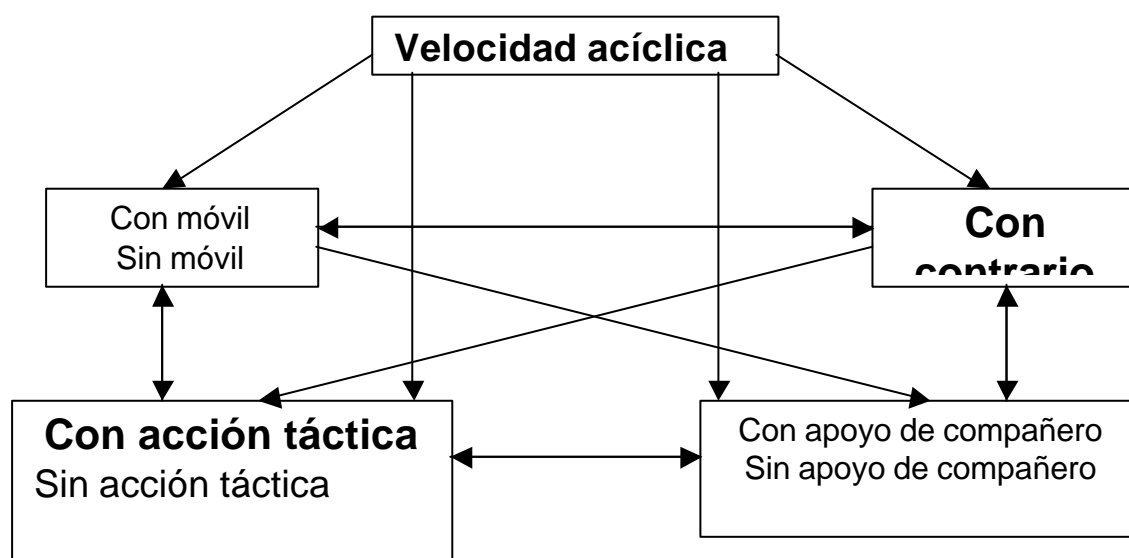 Velocidad acíclica
Con móvil
Sin móvil
Con
contrario
Con acción táctica
Sin acción táctica
Con apoyo de compañero
Sin apoyo de compañero